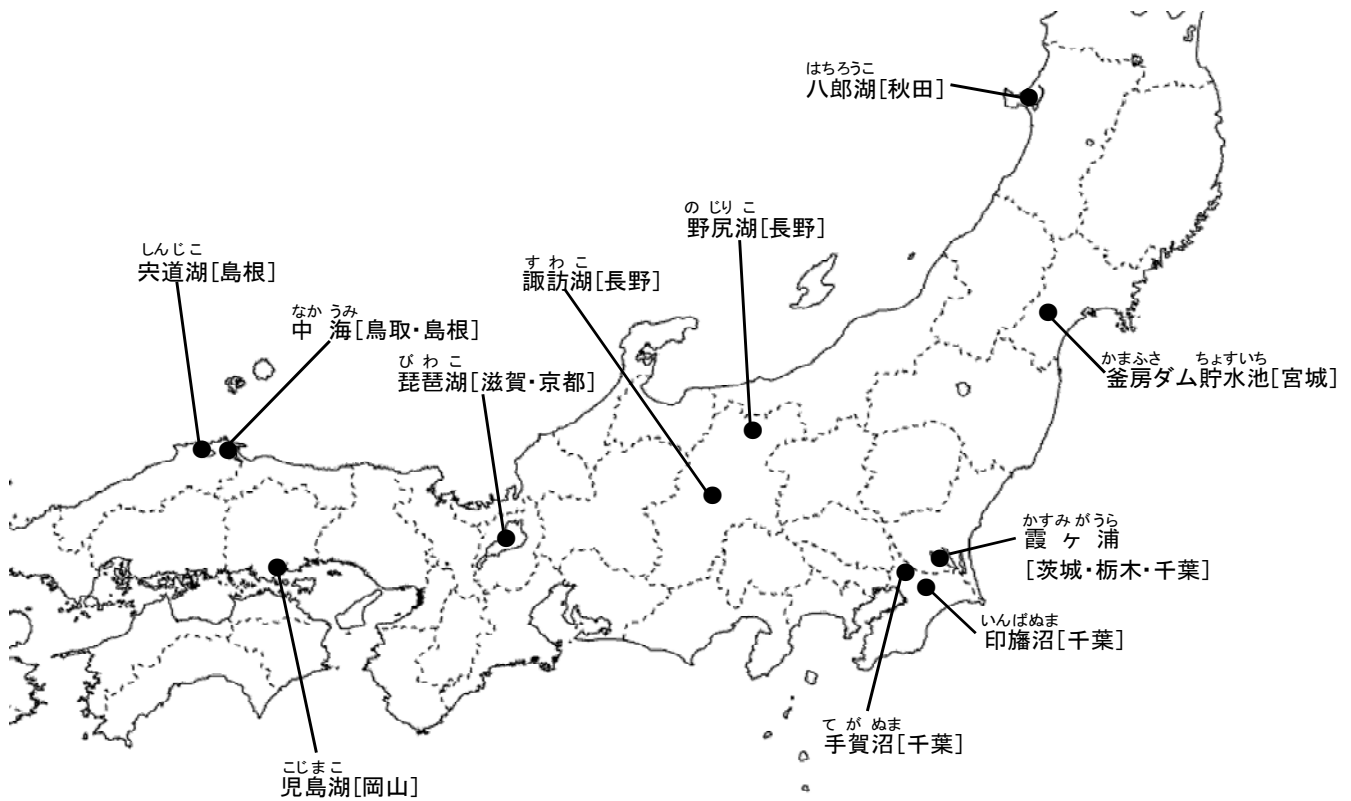 はちろうこ
八郎湖[秋田]
の じり こ
野尻湖[長野]
しんじこ
宍道湖[島根]
す わ こ
諏訪湖[長野]
なか うみ
中 海[鳥取・島根]
びわこ
琵琶湖[滋賀・京都]
かまふさ ちょすいち
釜房ダム貯水池[宮城]
かすみがうら
霞ヶ浦
[茨城・栃木・千葉]
いんばぬま
印旛沼[千葉]
て が ぬま
手賀沼[千葉]
こじまこ
児島湖[岡山]